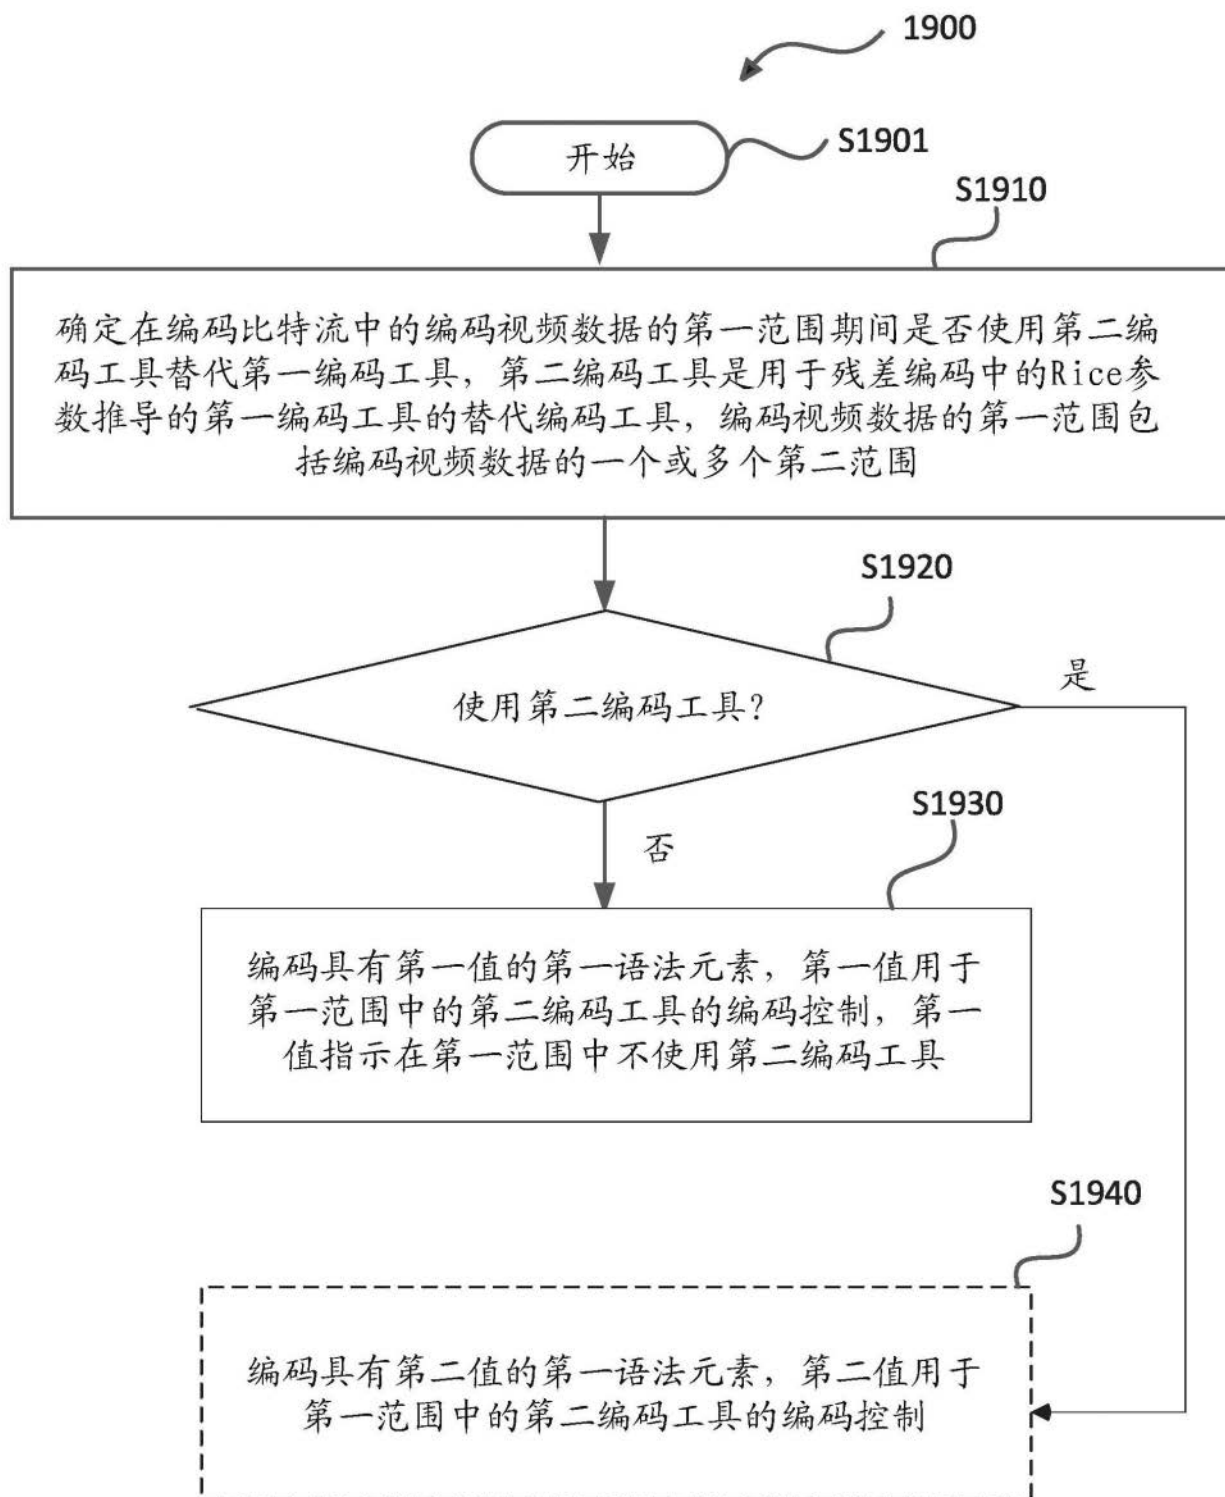 1900
开始
S1901
S1910
确定在编码比特流中的编码视频数据的第一范围期间是否使用第二编
码工具替代第一编码工具，第二编码工具是用于残差编码中的Rice参
数推导的第一编码工具的替代编码工具，编码视频数据的第一范围包
括编码视频数据的一个或多个第二范围
S1920
使用第二编码工具？
是
否
S1930
编码具有第一值的第一语法元素，第一值用于
第一范围中的第二编码工具的编码控制，第一
值指示在第一范围中不使用第二编码工具
S1940
编码具有第二值的第一语法元素，第二值用于
第一范围中的第二编码工具的编码控制